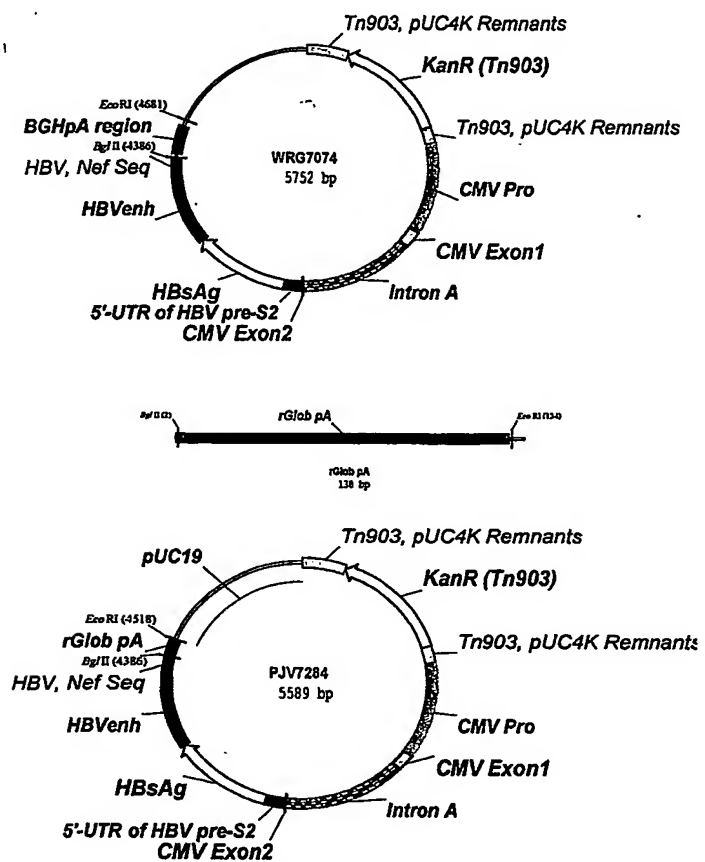 Tn903, pUC4K Remnants
KanR (Tn903)
EcoRI (4681)
BGHpA region
BglII (4386)
HBV, Nef Seq
HBVenh
WRG7074
5752 bp
Tn903, pUC4K Remnants
CMV Pro
CMV Exon1
HBsAg
Intron A
5'-UTR of HBV pre-S2
CMV Exon2
BglII (2)
rGlob pA
EcoRI (134)
rGlob pA
138 bp
Tn903, pUC4K Remnants
pUC19
KanR (Tn903)
EcoRI (4518)
rGlob pA
BglII (4386)
HBV, Nef Seq
HBVenh
PJV7284
5589 bp
Tn903, pUC4K Remnants
CMV Pro
CMV Exon1
HBsAg
Intron A
5'-UTR of HBV pre-S2
CMV Exon2